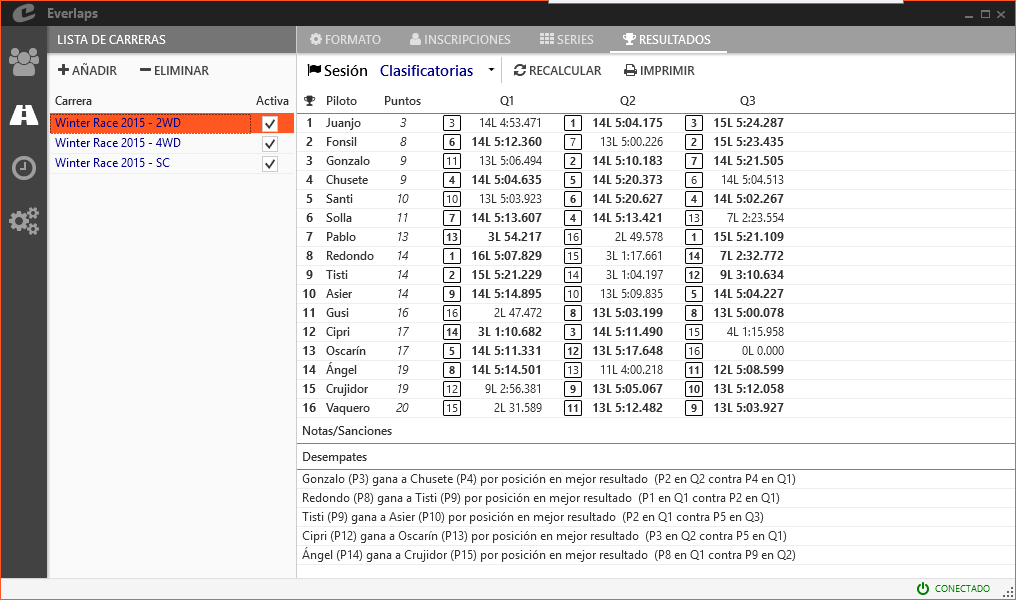 Everlaps
LISTA DE CARRERAS
AÑADIR ELIMINAR
Carrera Activa
Winter Race 2015 - 2WD
Winter Race 2015 - 4WD
Winter Race 2015 - SC
FORMATO INSCRIPCIONES SERIES RESULTADOS
Sesión Clasificatorias RECALCULAR IMPRIMIR
Piloto Puntos Q1 Q2 Q3
1 Juanjo 3 3 14L 4:53.471 1 14L 5:04.175 3 15L 5:24.287
2 Fonsil 8 6 14L 5:12.360 7 13L 5:00.226 2 15L 5:23.435
3 Gonzalo 9 11 13L 5:06.494 2 14L 5:10.183 7 14L 5:21.505
4 Chusete 9 4 14L 5:04.635 5 14L 5:20.373 6 14L 5:04.513
5 Santi 10 10 13L 5:03.923 6 14L 5:20.627 4 14L 5:02.267
6 Solla 11 7 14L 5:13.607 4 14L 5:13.421 13 7L 2:23.554
7 Pablo 13 13 3L 54.217 16 2L 49.578 1 15L 5:21.109
8 Redondo 14 1 16L 5:07.829 15 3L 1:17.661 14 7L 2:32.772
9 Tisti 14 2 15L 5:21.229 14 3L 1:04.197 12 9L 3:10.634
10 Asier 14 9 14L 5:14.895 10 13L 5:09.835 5 14L 5:04.227
11 Gusi 16 16 2L 47.472 8 13L 5:03.199 8 13L 5:00.078
12 Cipri 17 14 3L 1:10.682 3 14L 5:11.490 15 4L 1:15.958
13 Oscarín 17 5 14L 5:11.331 12 13L 5:17.648 16 0L 0.000
14 Ángel 19 8 14L 5:14.501 13 11L 4:00.218 11 12L 5:08.599
15 Crujidor 19 12 9L 2:56.381 9 13L 5:05.067 10 13L 5:12.058
16 Vaquero 20 15 2L 31.589 11 13L 5:12.482 9 13L 5:03.927
Notas/Sanciones
Desempates
Gonzalo (P3) gana a Chusete (P4) por posición en mejor resultado (P2 en Q2 contra P4 en Q1)
Redondo (P8) gana a Tisti (P9) por posición en mejor resultado (P1 en Q1 contra P2 en Q1)
Tisti (P9) gana a Asier (P10) por posición en mejor resultado (P2 en Q1 contra P5 en Q3)
Cipri (P12) gana a Oscarín (P13) por posición en mejor resultado (P3 en Q2 contra P5 en Q1)
Ángel (P14) gana a Crujidor (P15) por posición en mejor resultado (P8 en Q1 contra P9 en Q2)
CONECTADO